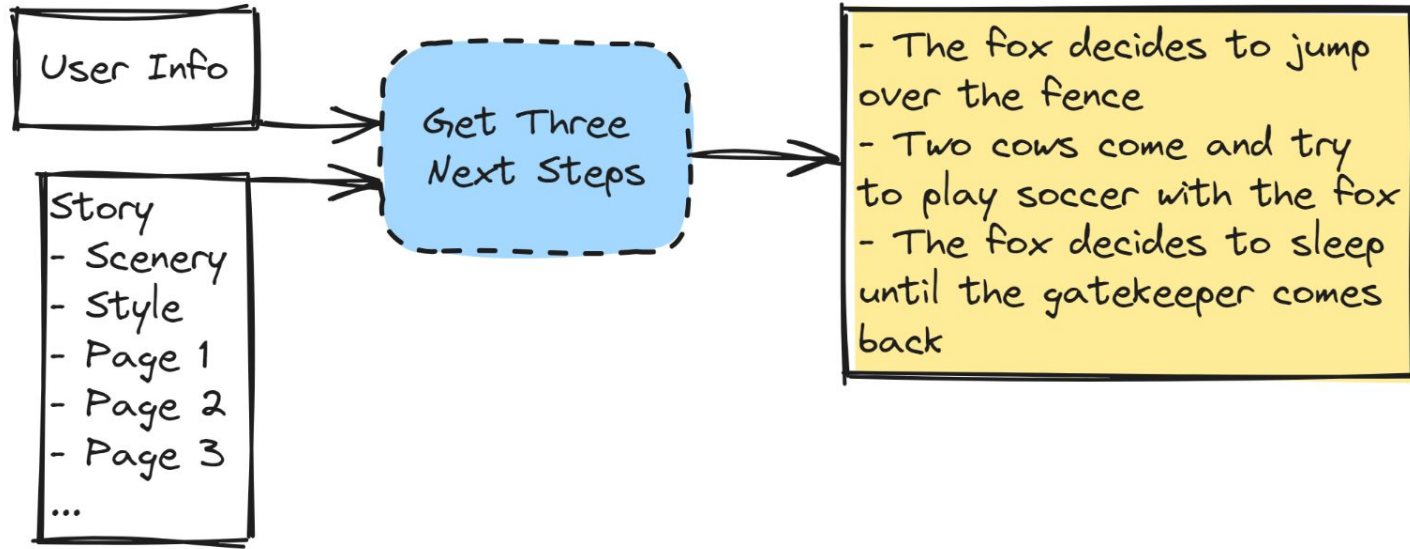 User Info
Story
- Scenery
- Style
- Page 1
- Page 2
- Page 3
...
Get Three
Next Steps
- The fox decides to jump
over the fence
- Two cows come and try
to play soccer with the fox
- The fox decides to sleep
until the gatekeeper comes
back